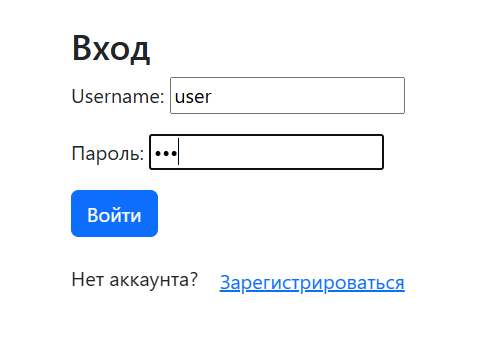 Вход
Username: user
Пароль: •••
Войти
Нет аккаунта? Зарегистрироваться